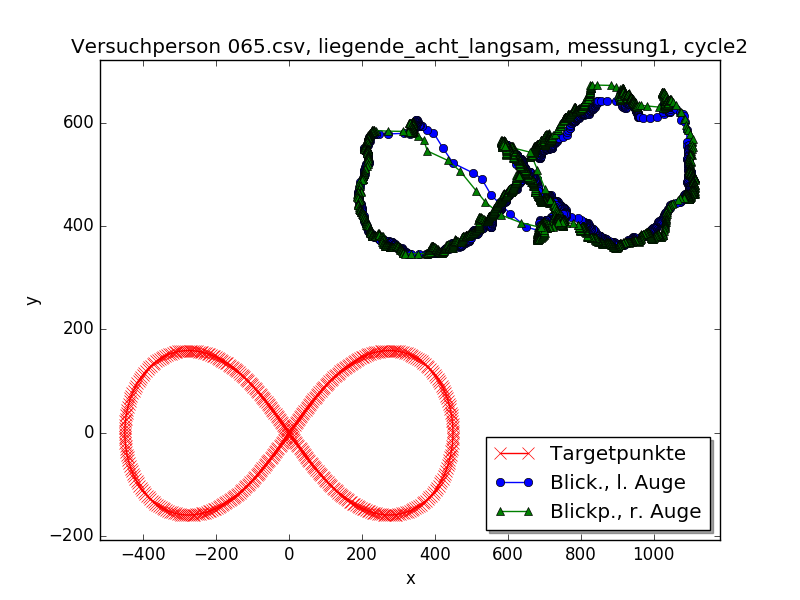 Versuchperson 065.csv, liegende_acht_langsam, messung1, cycle2
y
600
400
200
0
−200
−400
−200
0
200
400
600
800
1000
x
Targetpunkte
Blick., l. Auge
Blickp., r. Auge